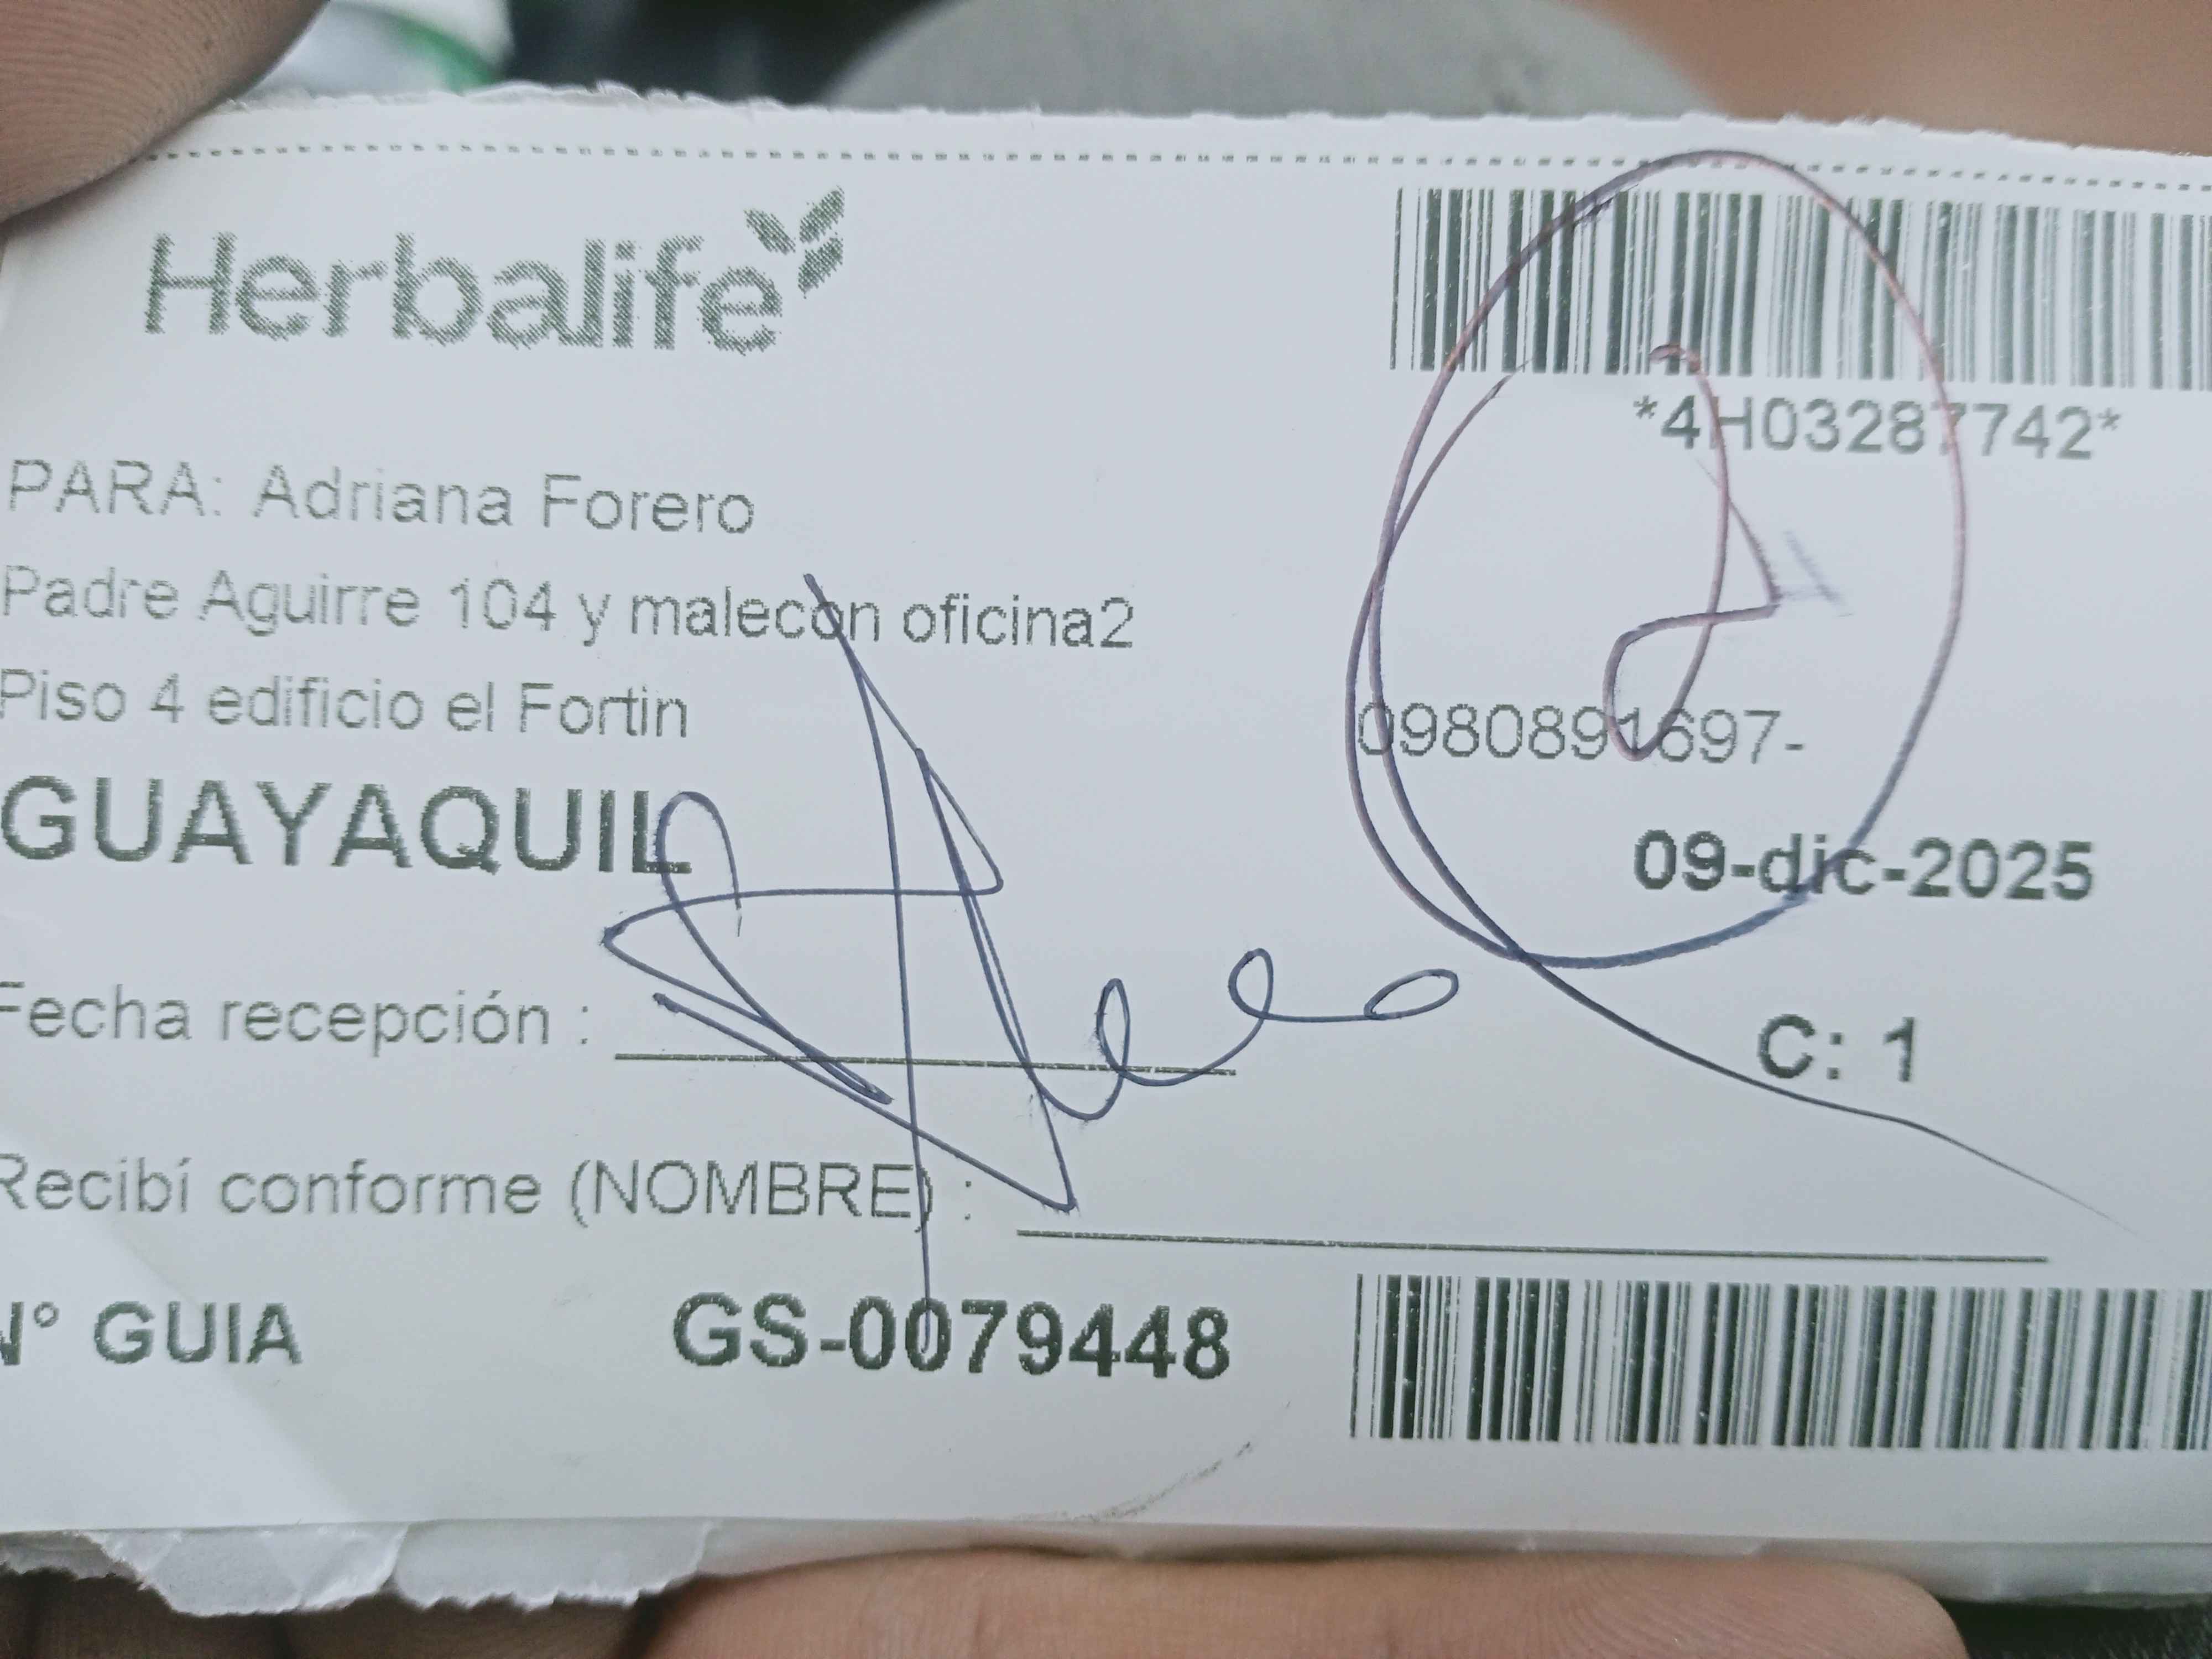 Herbalife
*4H03287742*
PARA: Adriana Forero
Padre Aguirre 104 y malecon oficina2
Piso 4 edificio el Fortin
0980891697-
GUAYAQUIL
09-dic-2025
Fecha recepción :
C: 1
Recibí conforme (NOMBRE) :
N° GUIA GS-0079448